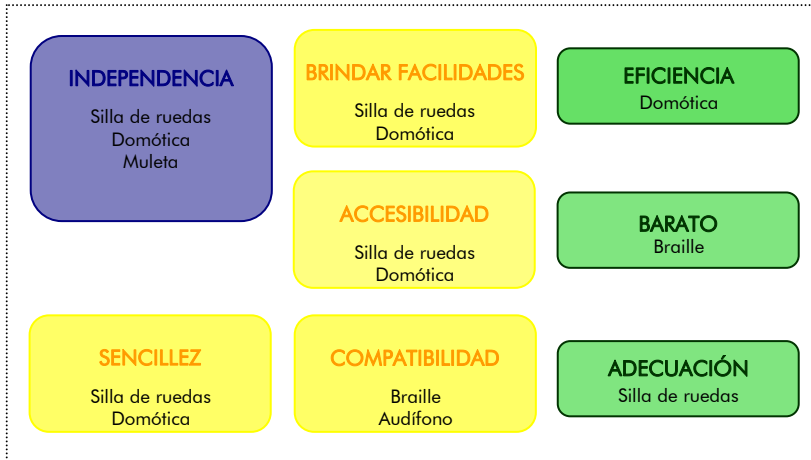 INDEPENDENCIA
Silla de ruedas
Domótica
Muleta
BRINDAR FACILIDADES
Silla de ruedas
Domótica
EFICIENCIA
Domótica
ACCESIBILIDAD
Silla de ruedas
Domótica
BARATO
Braille
SENCILLEZ
Silla de ruedas
Domótica
COMPATIBILIDAD
Braille
Audífono
ADECUACIÓN
Silla de ruedas